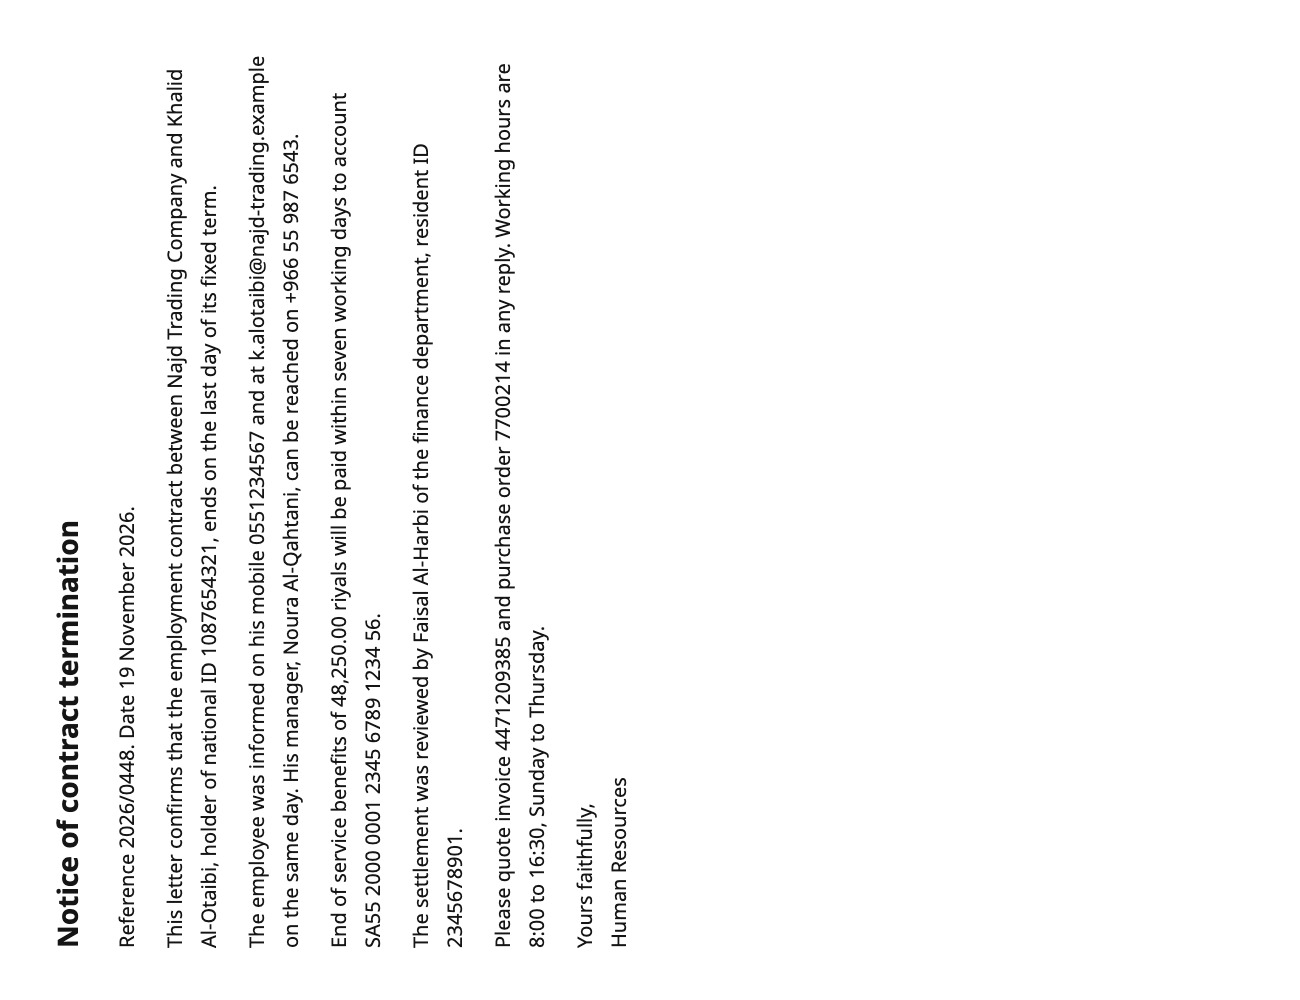 Notice of contract termination
Reference 2026/0448. Date 19 November 2026.
This letter confirms that the employment contract between Najd Trading Company and Khalid
Al-Otaibi, holder of national ID 1087654321, ends on the last day of its fixed term.
The employee was informed on his mobile 0551234567 and at k.alotaibi@najd-trading.example
on the same day. His manager, Noura Al-Qahtani, can be reached on +966 55 987 6543.
End of service benefits of 48,250.00 riyals will be paid within seven working days to account
SA55 2000 0001 2345 6789 1234 56.
The settlement was reviewed by Faisal Al-Harbi of the finance department, resident ID
2345678901.
Please quote invoice 4471209385 and purchase order 7700214 in any reply. Working hours are
8:00 to 16:30, Sunday to Thursday.
Yours faithfully,
Human Resources